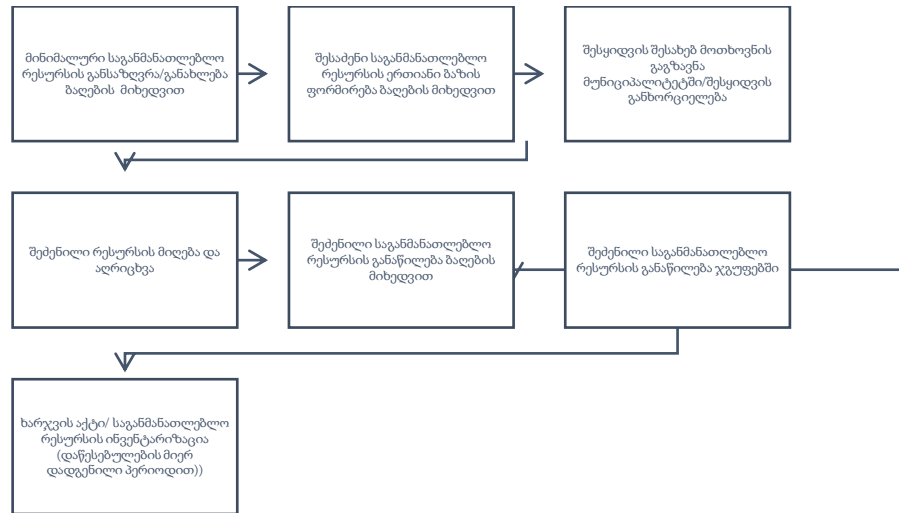 მინიმალური საგანმანათლებლო
რესურსის განსაზღვრა/განახლება
ბაღების მიხედვით
შესაძენი საგანმანათლებლო
რესურსის ერთიანი ბაზის
ფორმირება ბაღების მიხედვით
შესყიდვის შესახებ მოთხოვნის
გაგზავნა
მუნიციპალიტეტში/შესყიდვის
განხორციელება
შეძენილი რესურსის მიღება და
აღრიცხვა
შეძენილი საგანმანათლებლო
რესურსის განაწილება ბაღების
მიხედვით
შეძენილი საგანმანათლებლო
რესურსის განაწილება ჯგუფებში
ხარჯვის აქტი/ საგანმანათლებლო
რესურსის ინვენტარიზაცია
(დაწესებულების მიერ
დადგენილი პერიოდით))